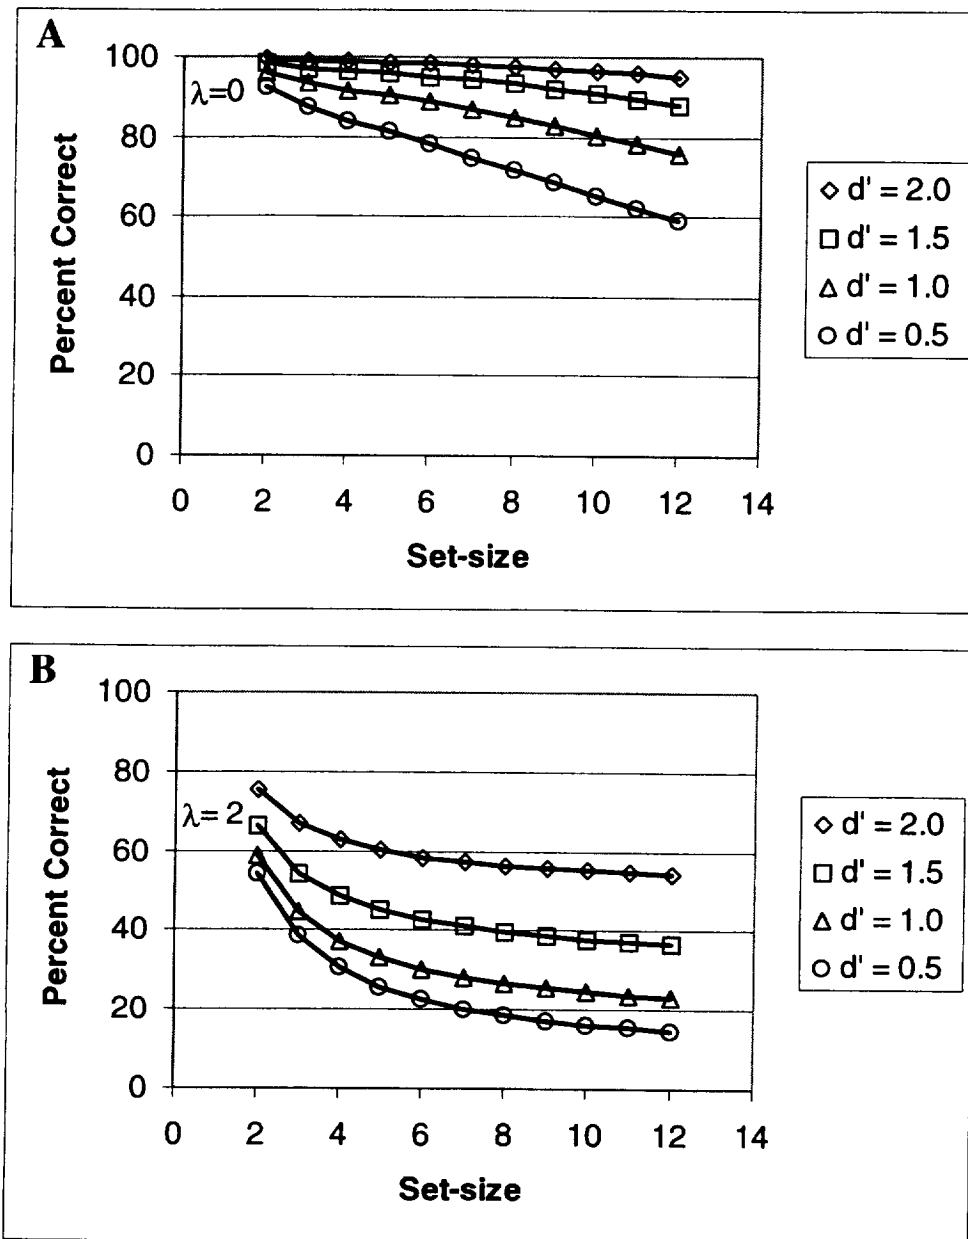 A
100
λ=0
80
60
40
20
0
Percent Correct
0 2 4 6 8 10 12 14
Set-size
d' = 2.0
d' = 1.5
d' = 1.0
d' = 0.5
B
100
80
λ=2
60
40
20
0
Percent Correct
0 2 4 6 8 10 12 14
Set-size
d' = 2.0
d' = 1.5
d' = 1.0
d' = 0.5